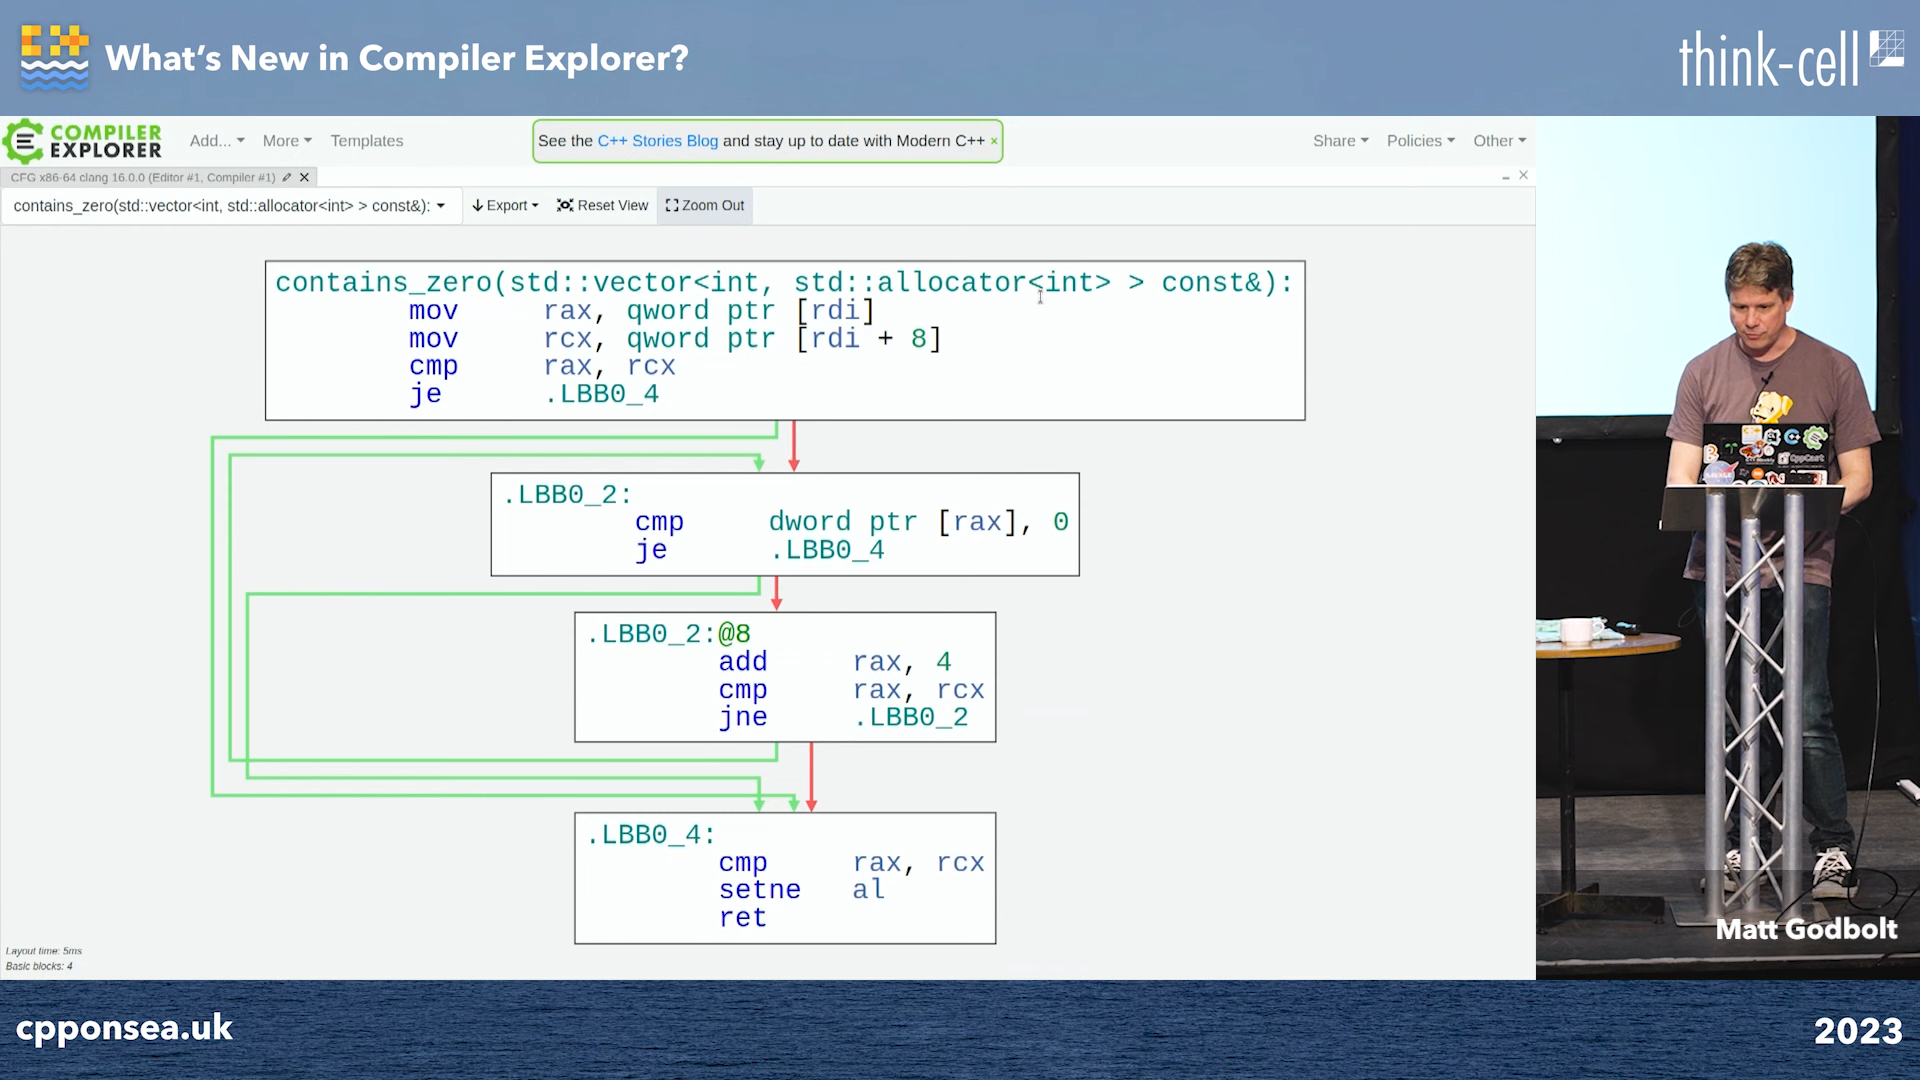 What's New in Compiler Explorer?
think-cell
COMPILER
EXPLORER
Add...
More
Templates
See the C++ Stories Blog and stay up to date with Modern C++ ×
Share
Policies
Other
CFG x86-64 clang 16.0.0 (Editor #1, Compiler #1)
contains_zero(std::vector<int, std::allocator<int> > const&):
Export
Reset View
Zoom Out
contains_zero(std::vector<int, std::allocator<int> > const&):
mov rax, qword ptr [rdi]
mov rcx, qword ptr [rdi + 8]
cmp rax, rcx
je .LBB0_4
.LBB0_2:
cmp dword ptr [rax], 0
je .LBB0_4
.LBB0_2:@8
add rax, 4
cmp rax, rcx
jne .LBB0_2
.LBB0_4:
cmp rax, rcx
setne al
ret
Layout time: 5ms
Basic blocks: 4
CppCast
Matt Godbolt
cpponsea.uk
2023